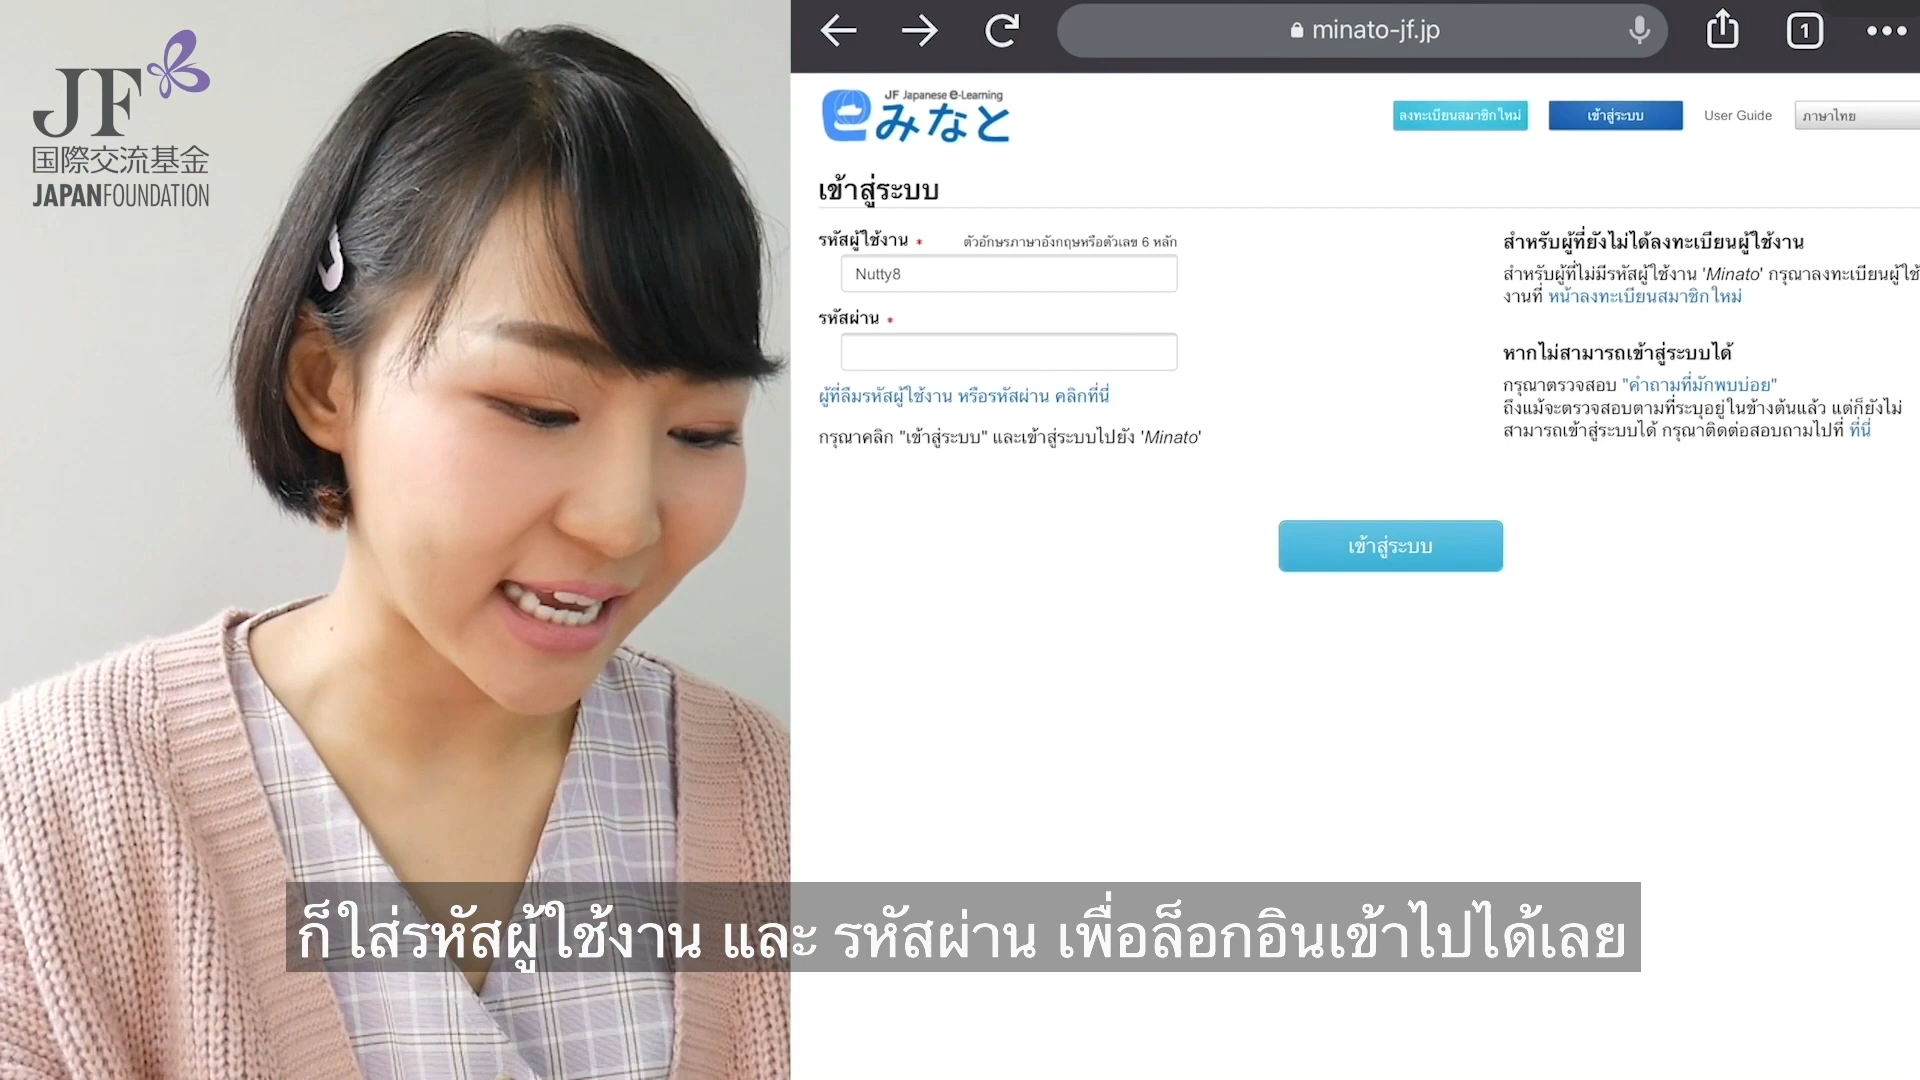 JF
国際交流基金
JAPANFOUNDATION
minato-jf.jp
1
JF Japanese e-Learning
eみなと
ลงทะเบียนสมาชิกใหม่
เข้าสู่ระบบ
User Guide
ภาษาไทย
เข้าสู่ระบบ
รหัสผู้ใช้งาน * ตัวอักษรภาษาอังกฤษหรือตัวเลข 6 หลัก
Nutty8
รหัสผ่าน *
ผู้ที่ลืมรหัสผู้ใช้งาน หรือรหัสผ่าน คลิกที่นี่
กรุณาคลิก "เข้าสู่ระบบ" และเข้าสู่ระบบไปยัง 'Minato'
สำหรับผู้ที่ยังไม่ได้ลงทะเบียนผู้ใช้งาน
สำหรับผู้ที่ไม่มีรหัสผู้ใช้งาน 'Minato' กรุณาลงทะเบียนผู้ใช้
งานที่ หน้าลงทะเบียนสมาชิกใหม่
หากไม่สามารถเข้าสู่ระบบได้
กรุณาตรวจสอบ "คำถามที่มักพบบ่อย"
ถึงแม้จะตรวจสอบตามที่ระบุอยู่ในข้างต้นแล้ว แต่ก็ยังไม่
สามารถเข้าสู่ระบบได้ กรุณาติดต่อสอบถามไปที่ ที่นี่
เข้าสู่ระบบ
ก็ใส่รหัสผู้ใช้งาน และ รหัสผ่าน เพื่อล็อกอินเข้าไปได้เลย